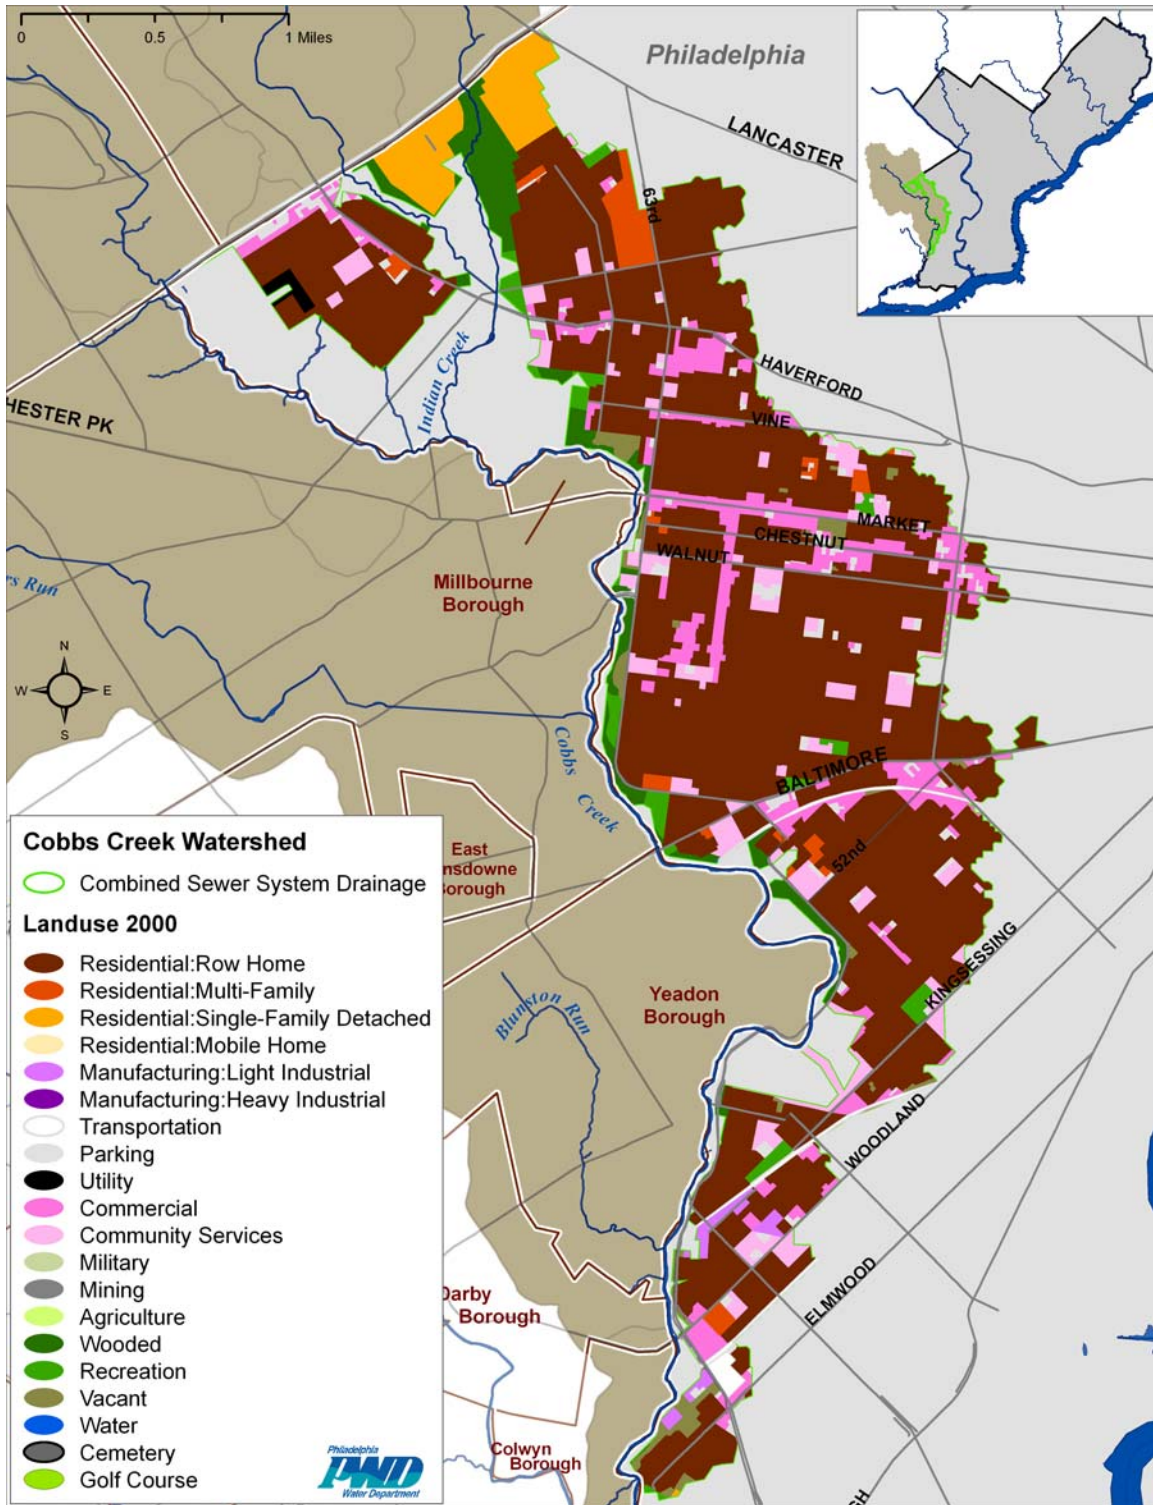 0 0.5 1 Miles
Philadelphia
LANCASTER
63rd
HAVERFORD
Indian Creek
HESTER PK
VINE
MARKET
CHESTNUT
WALNUT
Millbourne
Borough
rs Run
N
W E
S
Cobbs
Creek
BALTIMORE
52nd
East
nsdowne
Borough
KINGSESSING
Yeadon
Borough
Blunston Run
WOODLAND
ELMWOOD
Darby
Borough
Colwyn
Borough
GH
Cobbs Creek Watershed
Combined Sewer System Drainage
Landuse 2000
Residential:Row Home
Residential:Multi-Family
Residential:Single-Family Detached
Residential:Mobile Home
Manufacturing:Light Industrial
Manufacturing:Heavy Industrial
Transportation
Parking
Utility
Commercial
Community Services
Military
Mining
Agriculture
Wooded
Recreation
Vacant
Water
Cemetery
Golf Course
Philadelphia
PWD
Water Department